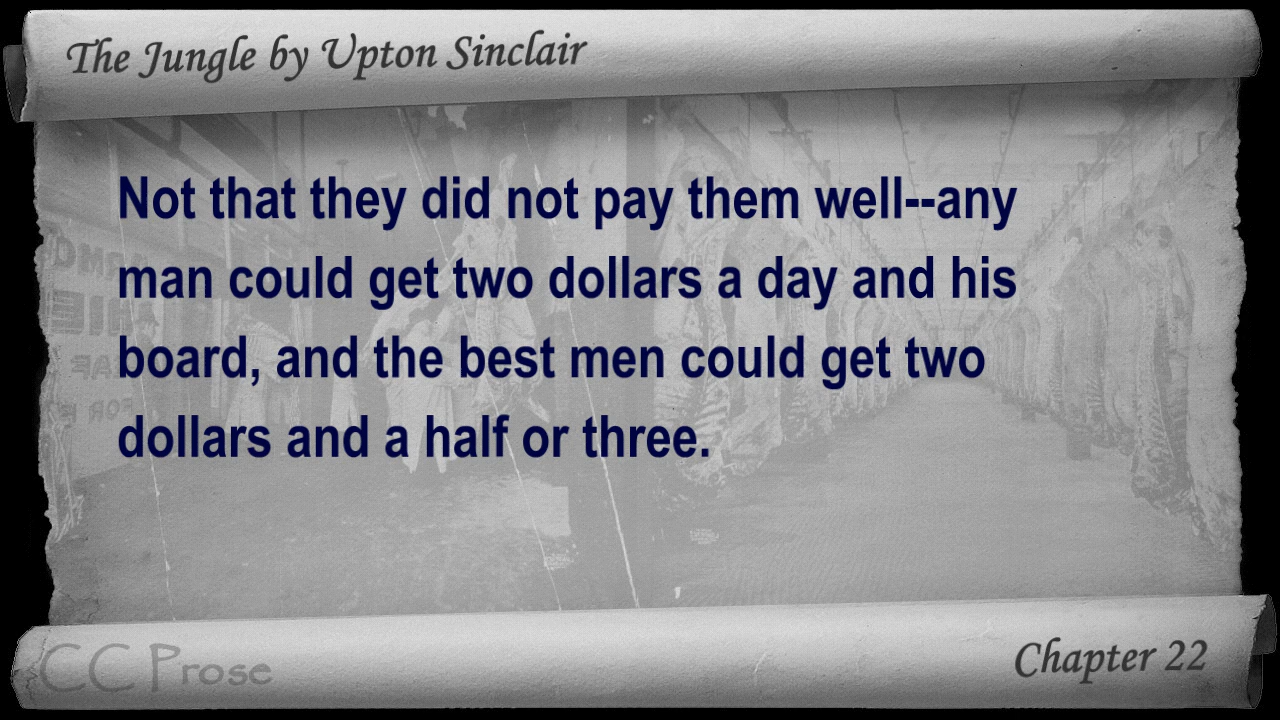 The Jungle by Upton Sinclair
Not that they did not pay them well--any
man could get two dollars a day and his
board, and the best men could get two
dollars and a half or three.
CC Prose
Chapter 22